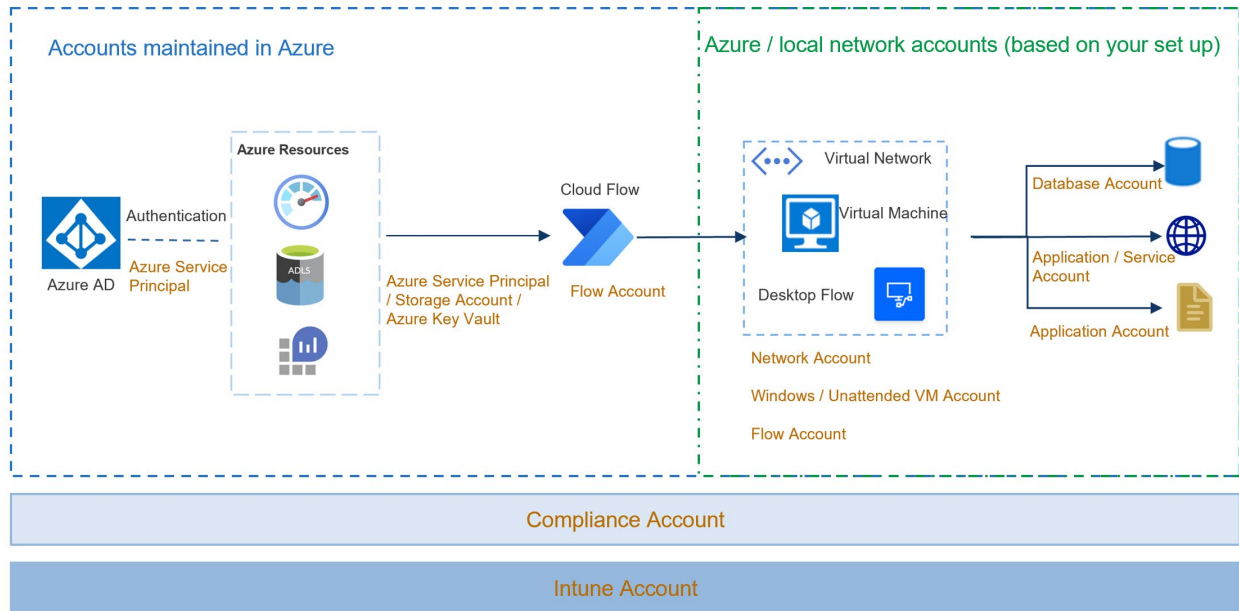 Accounts maintained in Azure
Azure / local network accounts (based on your set up)
Azure Resources
Authentication
Azure AD
Azure Service
Principal
ADLS
Azure Service Principal
/ Storage Account /
Azure Key Vault
Cloud Flow
Flow Account
Virtual Network
Virtual Machine
Desktop Flow
Network Account
Windows / Unattended VM Account
Flow Account
Database Account
Application / Service
Account
Application Account
Compliance Account
Intune Account